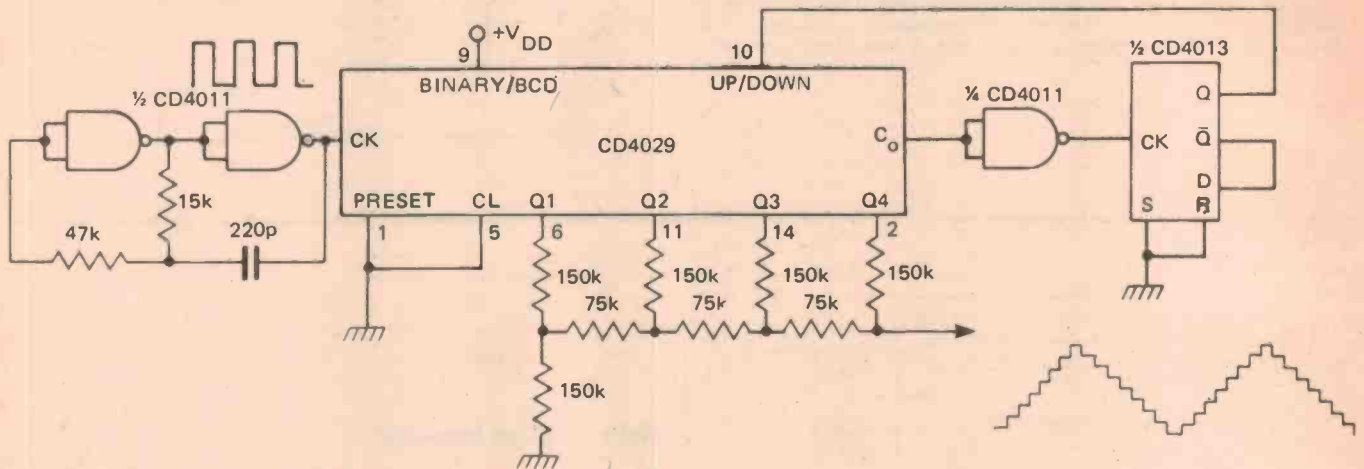 +V DD
9
10
½ CD4013
½ CD4011
BINARY/BCD
UP/DOWN
¼ CD4011
Q
CK
CD4029
Co
CK
Q̄
D
15k
PRESET
CL
Q1
Q2
Q3
Q4
S
R
47k
220p
1
5
6
11
14
2
150k
150k
150k
150k
75k
75k
75k
150k